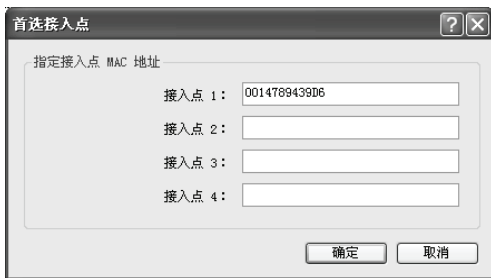 首选接入点
指定接入点 MAC 地址
接入点 1: 0014789439D6
接入点 2:
接入点 3:
接入点 4:
确定 取消